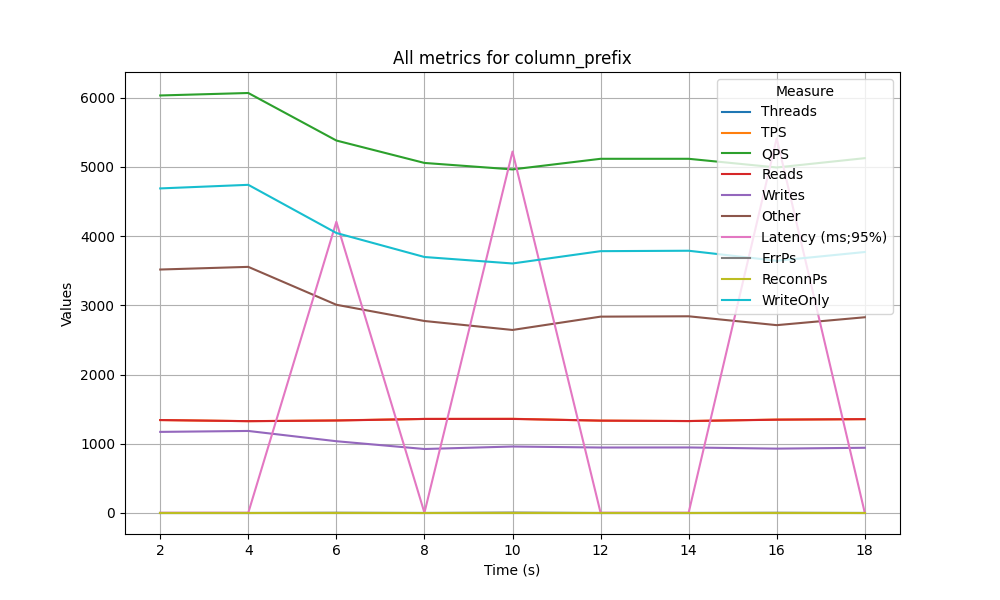 All metrics for column_prefix
Values
6000
5000
4000
3000
2000
1000
0
2 4 6 8 10 12 14 16 18
Time (s)
Measure
Threads
TPS
QPS
Reads
Writes
Other
Latency (ms;95%)
ErrPs
ReconnPs
WriteOnly